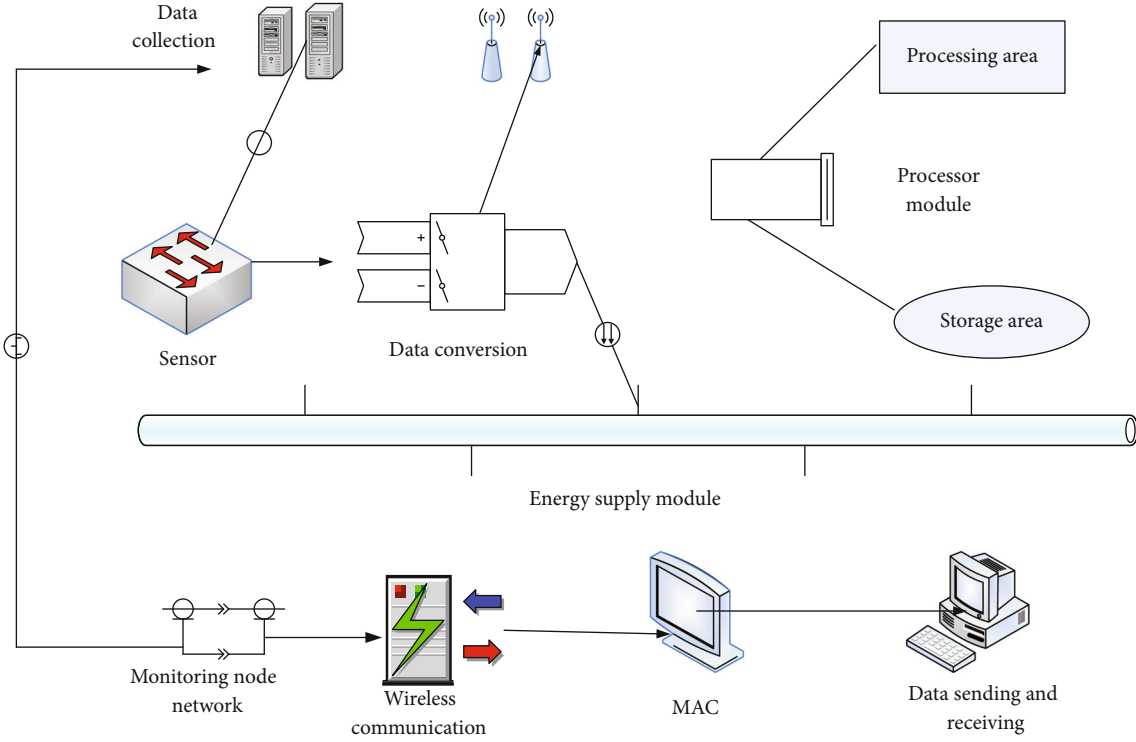 Data
collection
Processing area
Processor
module
Sensor
+
−
Data conversion
Storage area
Energy supply module
Monitoring node
network
Wireless
communication
MAC
Data sending and
receiving